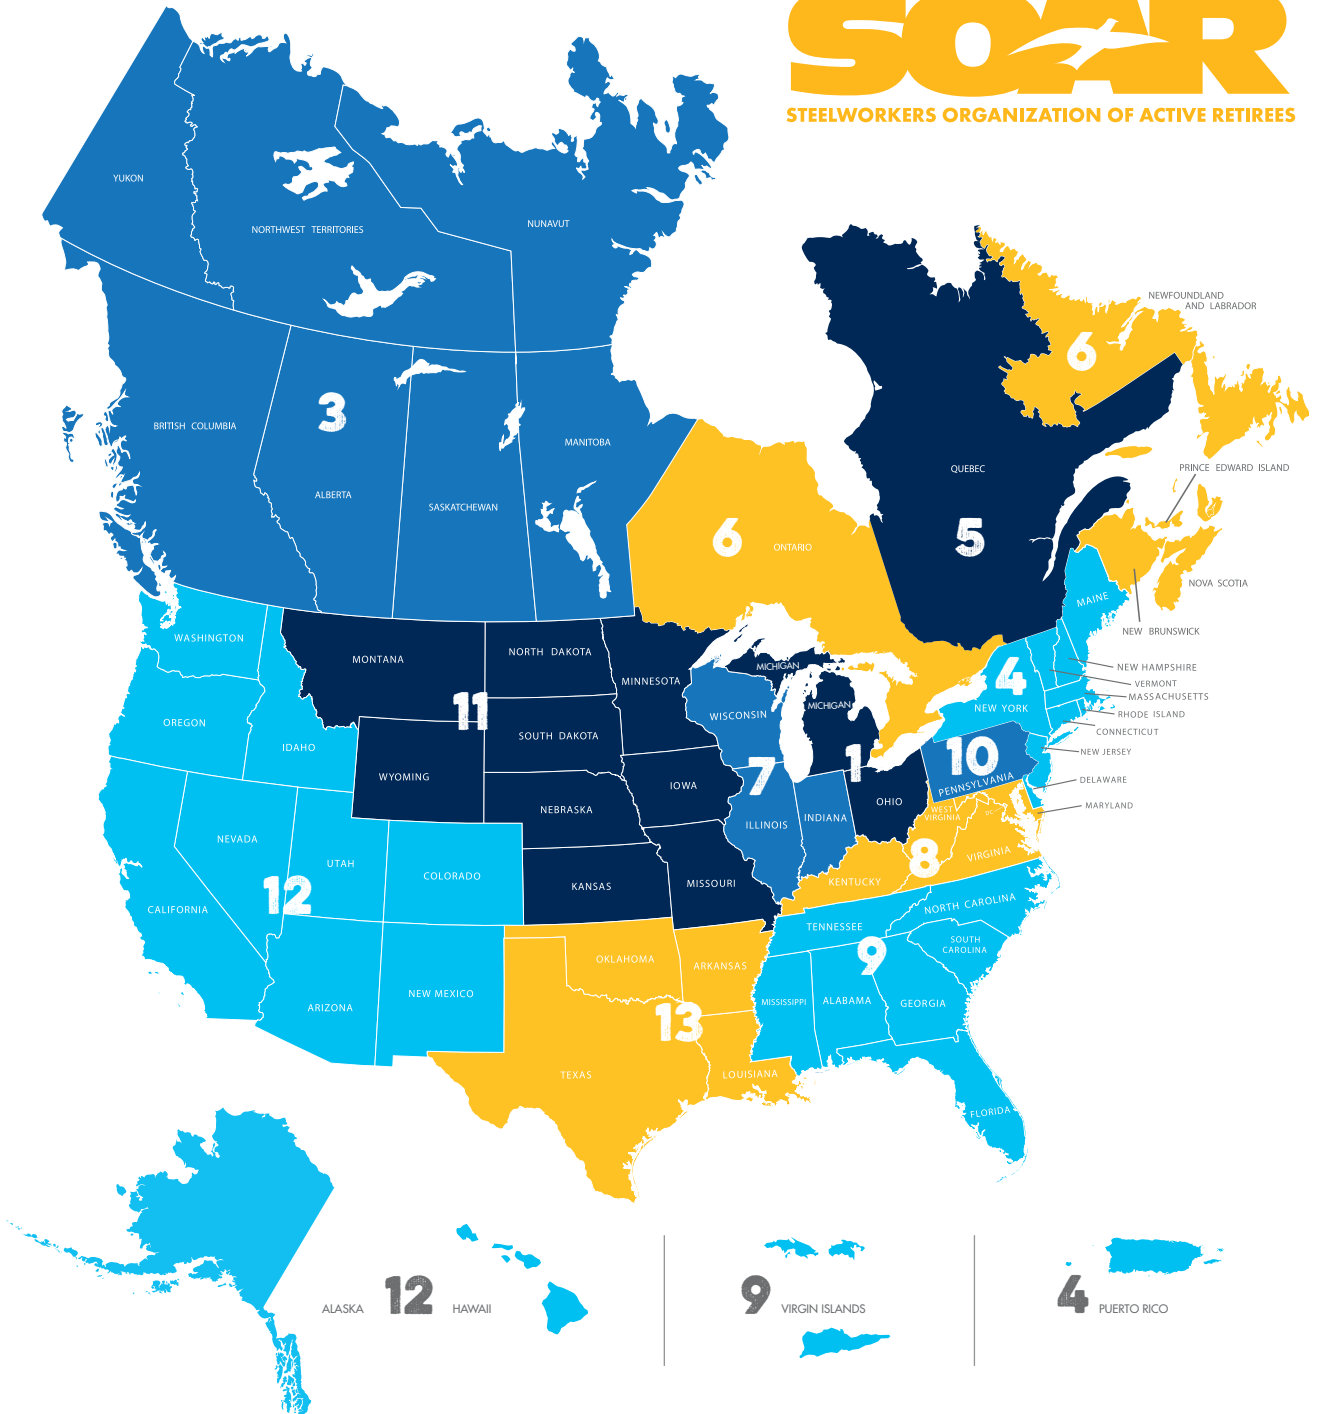 SOAR
STEELWORKERS ORGANIZATION OF ACTIVE RETIREES
YUKON
NORTHWEST TERRITORIES
NUNAVUT
NEWFOUNDLAND
AND LABRADOR
6
3
BRITISH COLUMBIA
MANITOBA
QUEBEC
PRINCE EDWARD ISLAND
ALBERTA
SASKATCHEWAN
6
ONTARIO
5
NOVA SCOTIA
MAINE
NEW BRUNSWICK
WASHINGTON
MONTANA
NORTH DAKOTA
MINNESOTA
MICHIGAN
4
NEW HAMPSHIRE
VERMONT
MASSACHUSETTS
OREGON
11
WISCONSIN
MICHIGAN
NEW YORK
RHODE ISLAND
CONNECTICUT
IDAHO
SOUTH DAKOTA
NEW JERSEY
WYOMING
7
1
10
PENNSYLVANIA
DELAWARE
IOWA
NEBRASKA
OHIO
MARYLAND
NEVADA
ILLINOIS
INDIANA
WEST
VIRGINIA
DC
UTAH
COLORADO
8
VIRGINIA
12
KANSAS
MISSOURI
KENTUCKY
CALIFORNIA
NORTH CAROLINA
TENNESSEE
SOUTH
CAROLINA
OKLAHOMA
ARKANSAS
9
ARIZONA
NEW MEXICO
MISSISSIPPI
ALABAMA
GEORGIA
13
TEXAS
LOUISIANA
FLORIDA
ALASKA
12
HAWAII
9
VIRGIN ISLANDS
4
PUERTO RICO